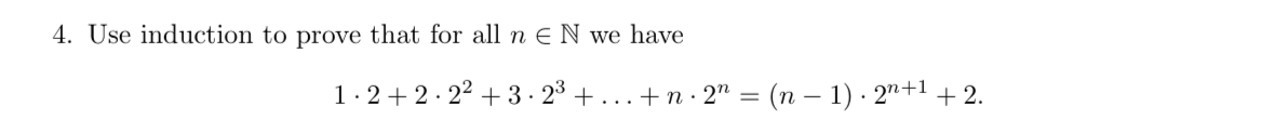 4. Use induction to prove that for all n ∈ ℕ we have
1 · 2 + 2 · 2² + 3 · 2³ + . . . + n · 2ⁿ = (n − 1) · 2ⁿ⁺¹ + 2.